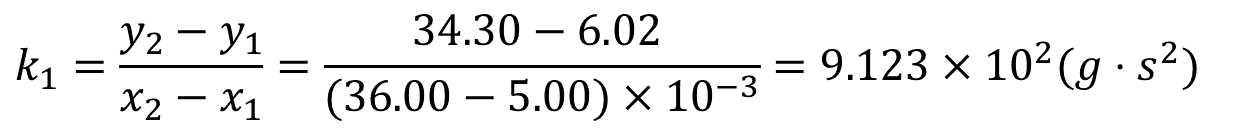 k₁ = (y₂ − y₁)/(x₂ − x₁) = (34.30 − 6.02)/((36.00 − 5.00) × 10⁻³) = 9.123 × 10²(g · s²)